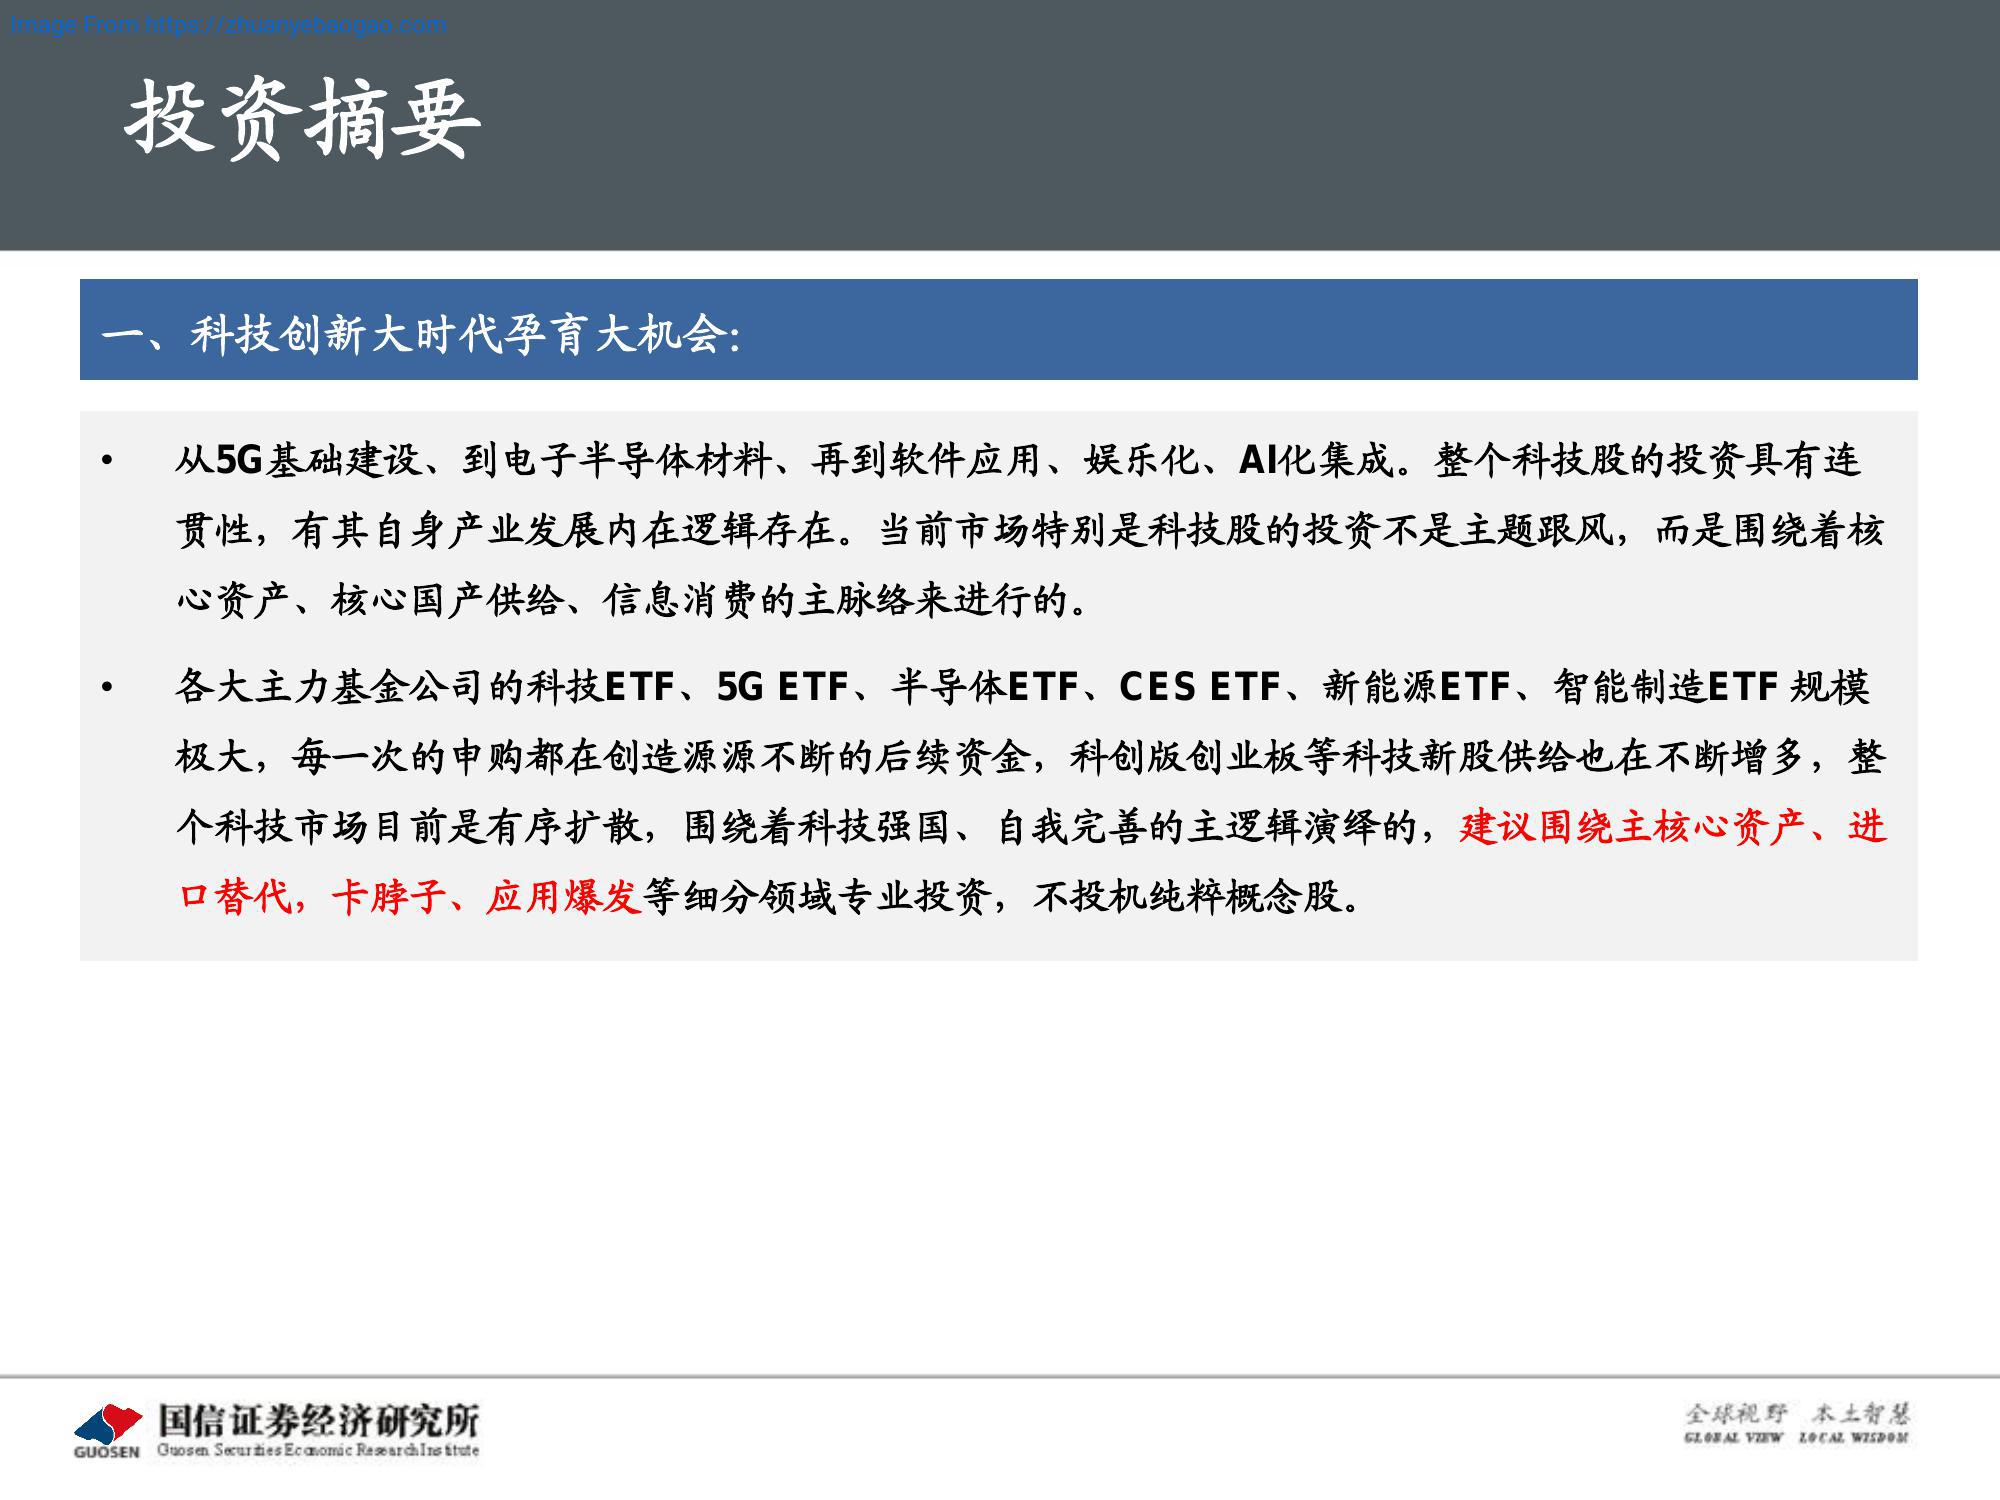 Image From https://zhuanyebaogao.com
投资摘要
一、科技创新大时代孕育大机会:
• 从5G基础建设、到电子半导体材料、再到软件应用、娱乐化、AI化集成。整个科技股的投资具有连
贯性，有其自身产业发展内在逻辑存在。当前市场特别是科技股的投资不是主题跟风，而是围绕着核
心资产、核心国产供给、信息消费的主脉络来进行的。
• 各大主力基金公司的科技ETF、5G ETF、半导体ETF、CES ETF、新能源ETF、智能制造ETF 规模
极大，每一次的申购都在创造源源不断的后续资金，科创版创业板等科技新股供给也在不断增多，整
个科技市场目前是有序扩散，围绕着科技强国、自我完善的主逻辑演绎的，建议围绕主核心资产、进
口替代，卡脖子、应用爆发等细分领域专业投资，不投机纯粹概念股。
国信证券经济研究所
GUOSEN Guosen Securities Economic Research Institute
全球视野 本土智慧
GLOBAL VIEW LOCAL WISDOM